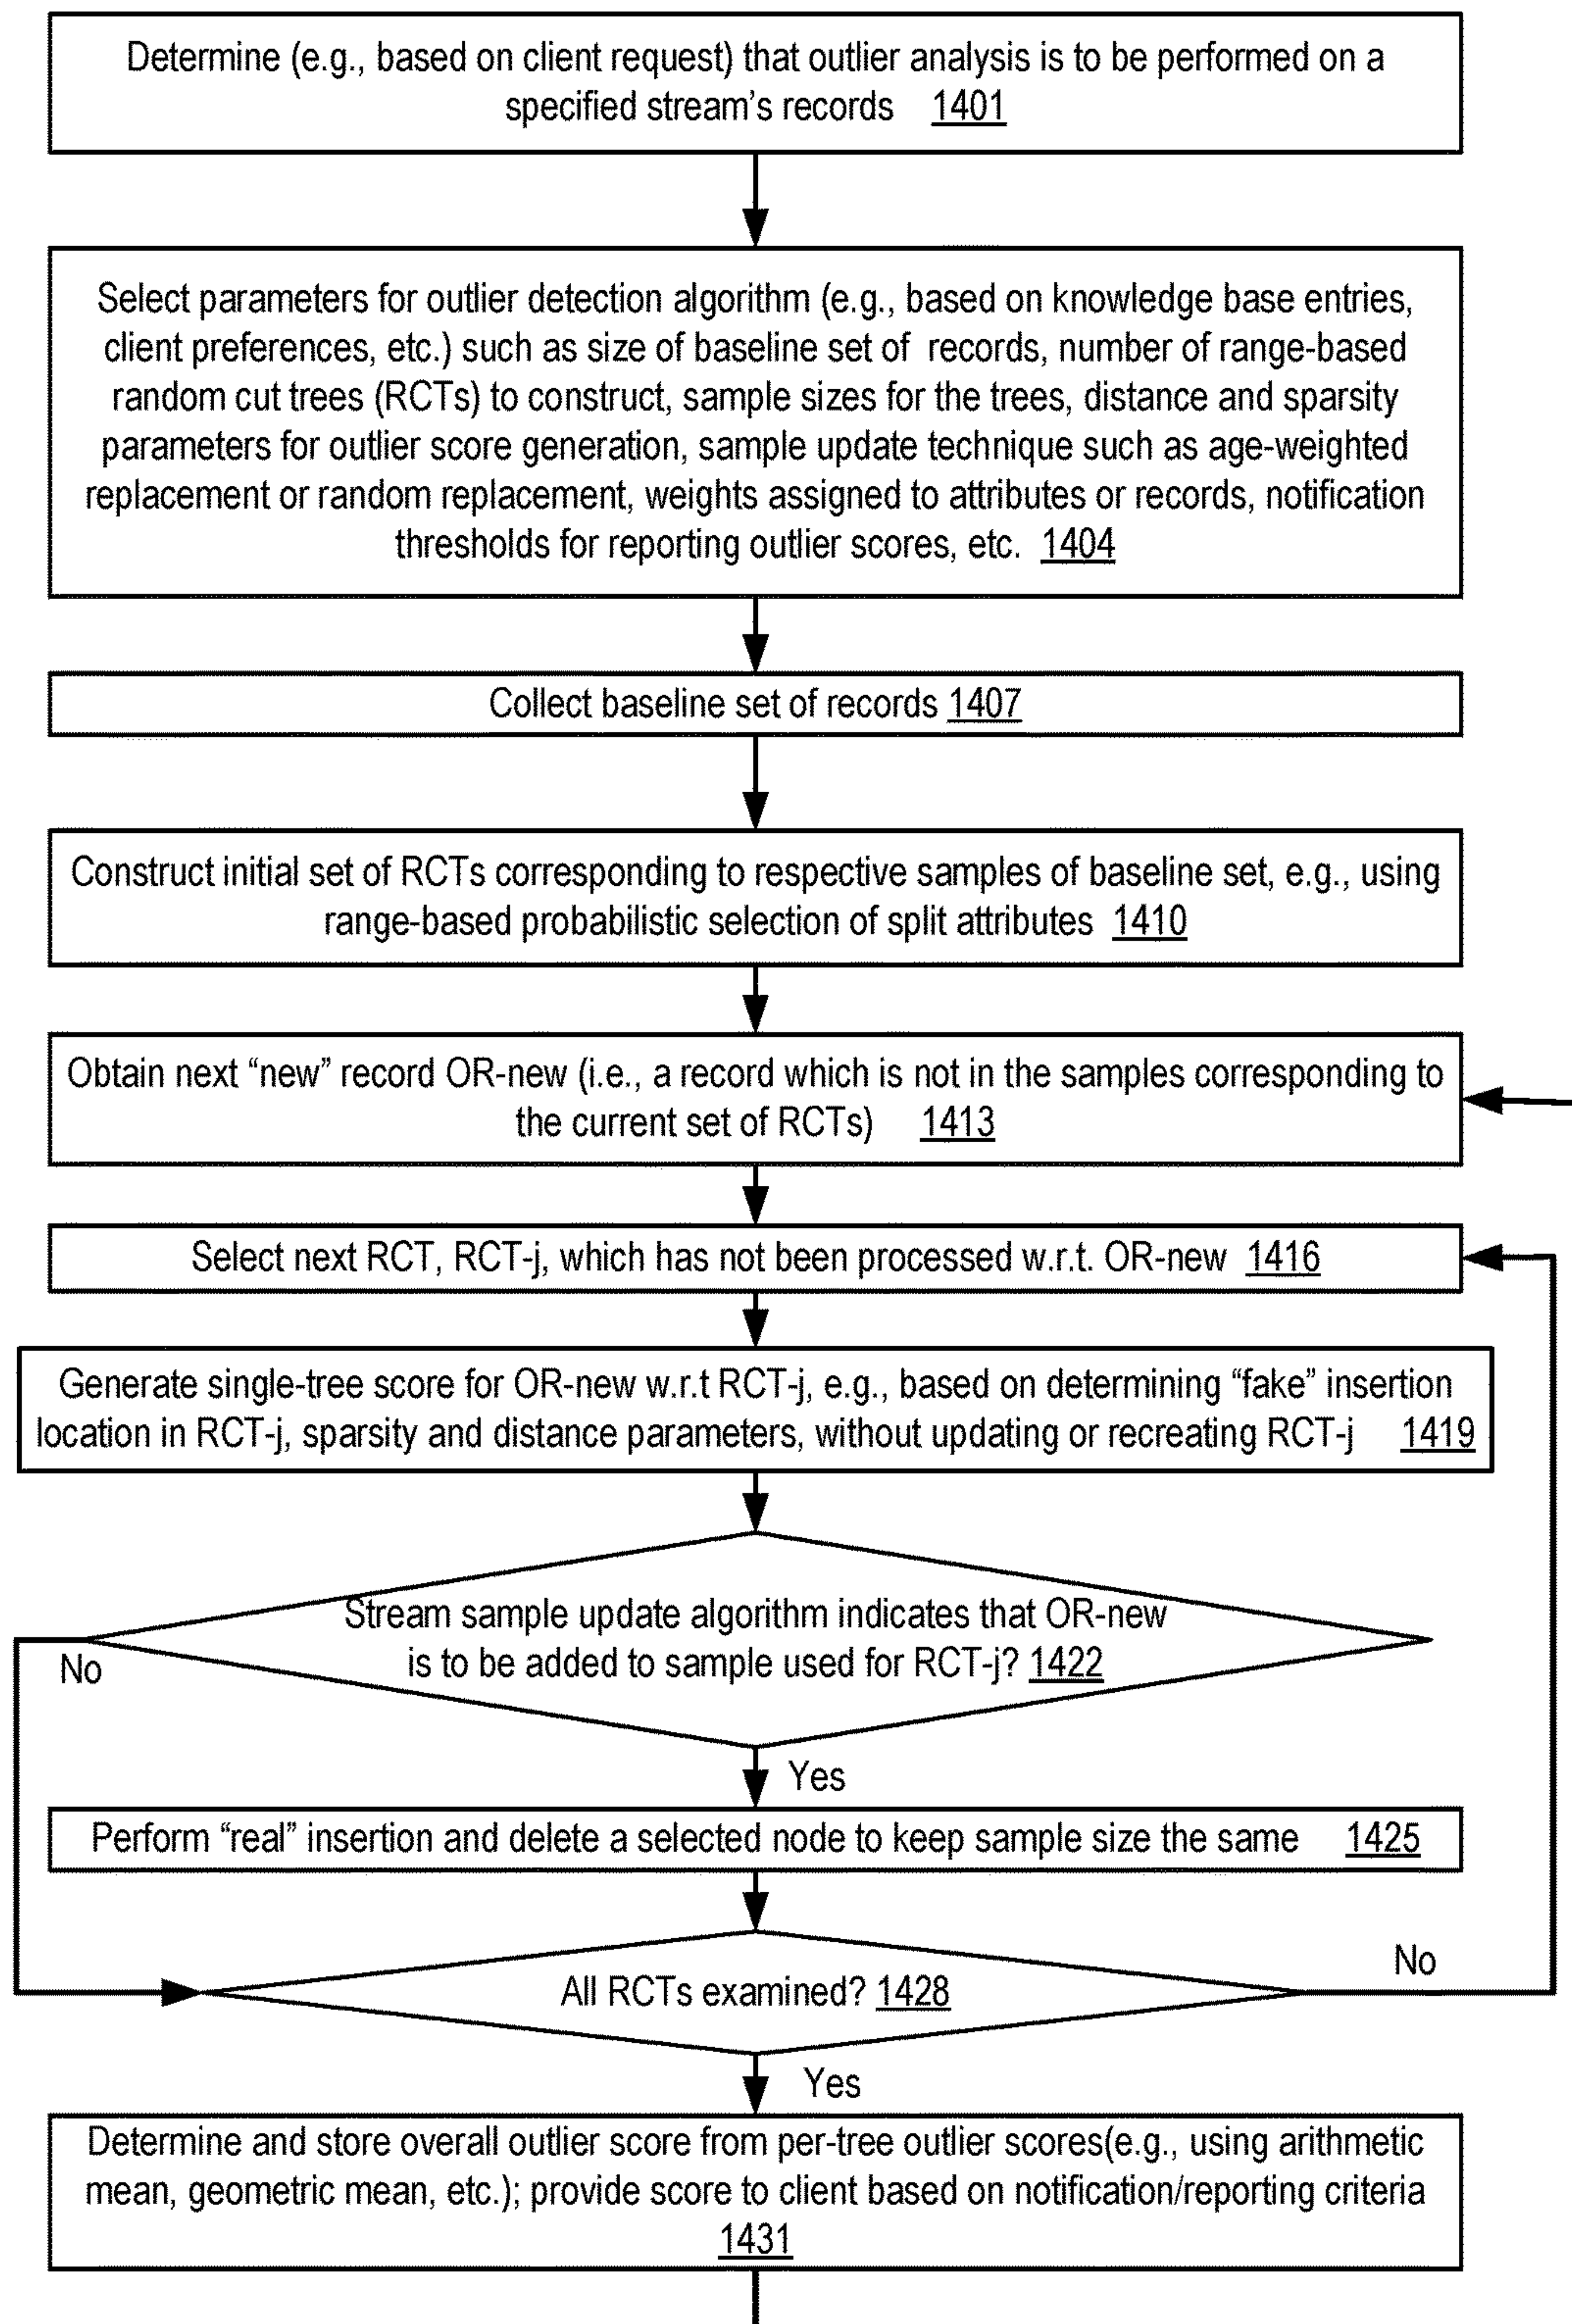 Determine (e.g., based on client request) that outlier analysis is to be performed on a
specified stream's records 1401
Select parameters for outlier detection algorithm (e.g., based on knowledge base entries,
client preferences, etc.) such as size of baseline set of records, number of range-based
random cut trees (RCTs) to construct, sample sizes for the trees, distance and sparsity
parameters for outlier score generation, sample update technique such as age-weighted
replacement or random replacement, weights assigned to attributes or records, notification
thresholds for reporting outlier scores, etc. 1404
Collect baseline set of records 1407
Construct initial set of RCTs corresponding to respective samples of baseline set, e.g., using
range-based probabilistic selection of split attributes 1410
Obtain next “new” record OR-new (i.e., a record which is not in the samples corresponding to
the current set of RCTs) 1413
Select next RCT, RCT-j, which has not been processed w.r.t. OR-new 1416
Generate single-tree score for OR-new w.r.t RCT-j, e.g., based on determining “fake” insertion
location in RCT-j, sparsity and distance parameters, without updating or recreating RCT-j 1419
Stream sample update algorithm indicates that OR-new
is to be added to sample used for RCT-j? 1422
No
Yes
Perform “real” insertion and delete a selected node to keep sample size the same 1425
All RCTs examined? 1428
No
Yes
Determine and store overall outlier score from per-tree outlier scores(e.g., using arithmetic
mean, geometric mean, etc.); provide score to client based on notification/reporting criteria
1431